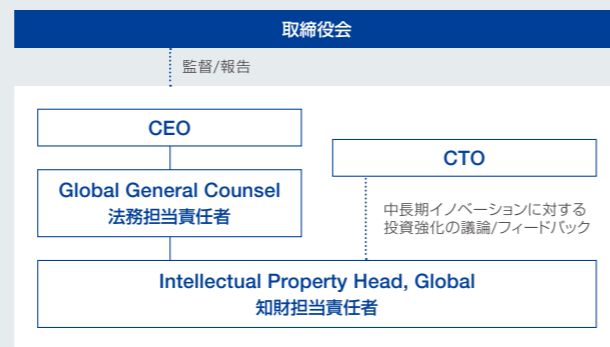 取締役会
監督/報告
CEO
Global General Counsel
法務担当責任者
CTO
中長期イノベーションに対する
投資強化の議論/フィードバック
Intellectual Property Head, Global
知財担当責任者